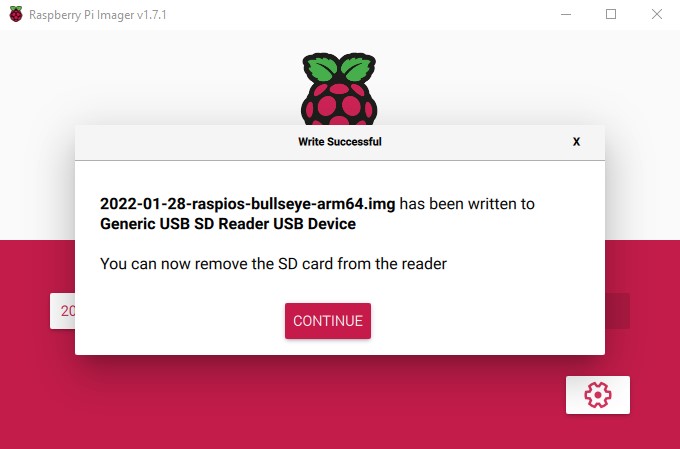 Raspberry Pi Imager v1.7.1
Write Successful
X
2022-01-28-raspios-bullseye-arm64.img has been written to
Generic USB SD Reader USB Device
You can now remove the SD card from the reader
CONTINUE
20